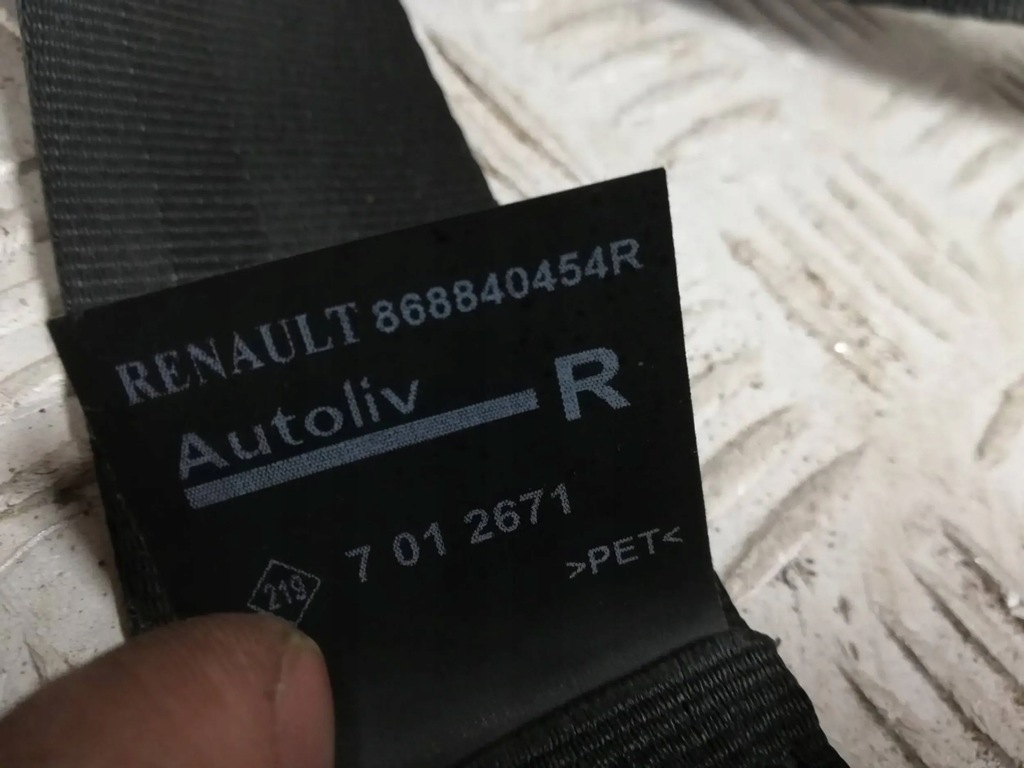 RENAULT 868840454R
Autoliv R
7 01 2671
>PET<
219